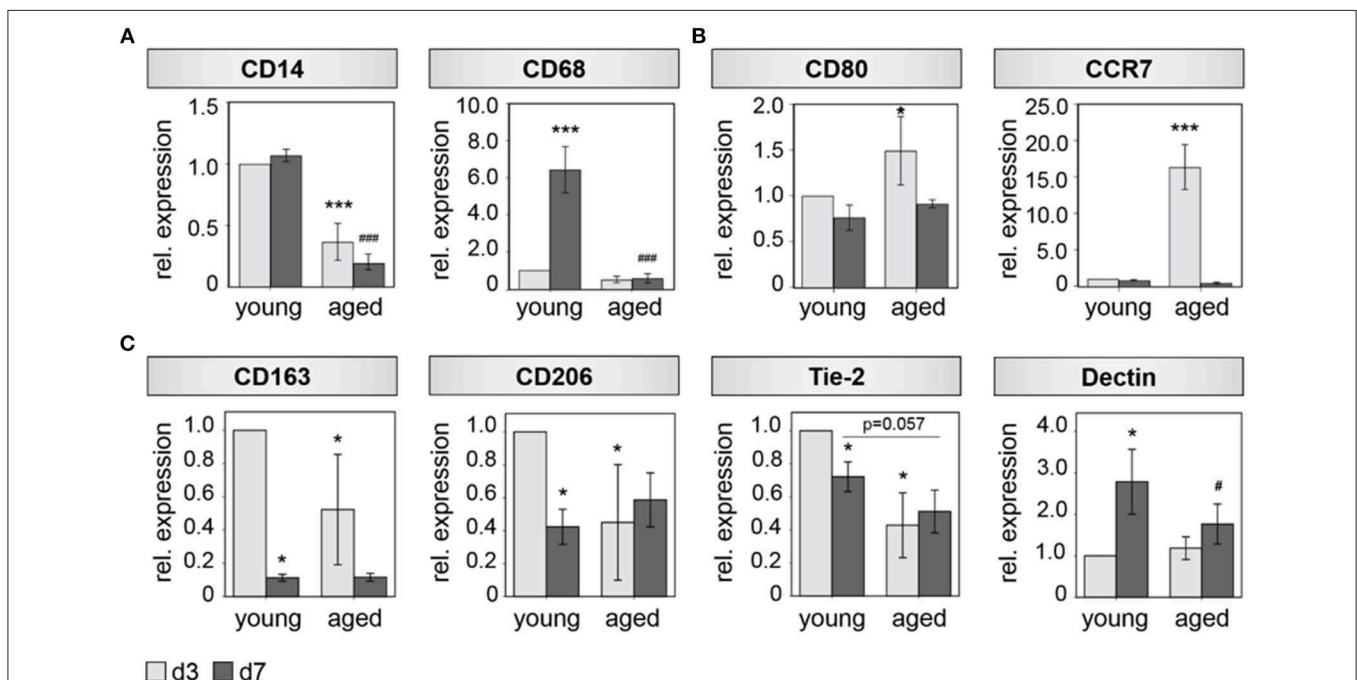 A
B
CD14
CD68
CD80
CCR7
rel. expression
1.5
1.0
0.5
0
***
###
young aged
rel. expression
10.0
8.0
6.0
4.0
2.0
0
***
###
young aged
rel. expression
2.0
1.5
1.0
0.5
0
*
young aged
rel. expression
25.0
20.0
15.0
10.0
5.0
0
***
young aged
C
CD163
CD206
Tie-2
Dectin
rel. expression
1.0
0.8
0.6
0.4
0.2
0
*
*
young aged
rel. expression
1.0
0.8
0.6
0.4
0.2
0
*
*
young aged
rel. expression
1.0
0.8
0.6
0.4
0.2
0
p=0.057
*
*
young aged
rel. expression
4.0
3.0
2.0
1.0
0
*
#
young aged
d3 d7